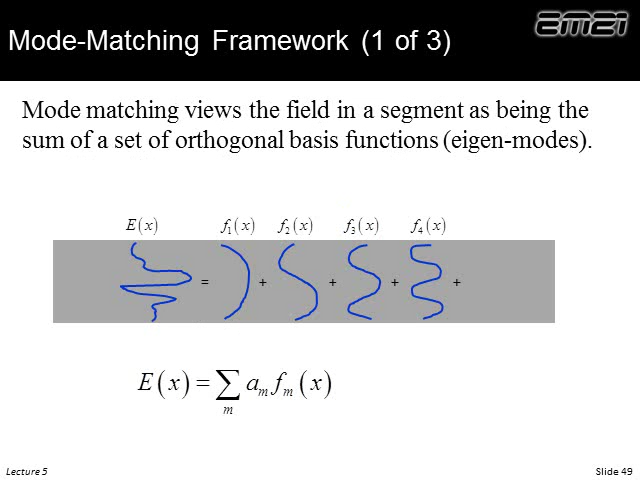 Mode-Matching Framework (1 of 3)
EM21
Mode matching views the field in a segment as being the
sum of a set of orthogonal basis functions (eigen-modes).
E(x) f₁(x) f₂(x) f₃(x) f₄(x)
= + + + +
E(x) = ∑ aₘ fₘ(x)
m
Lecture 5
Slide 49